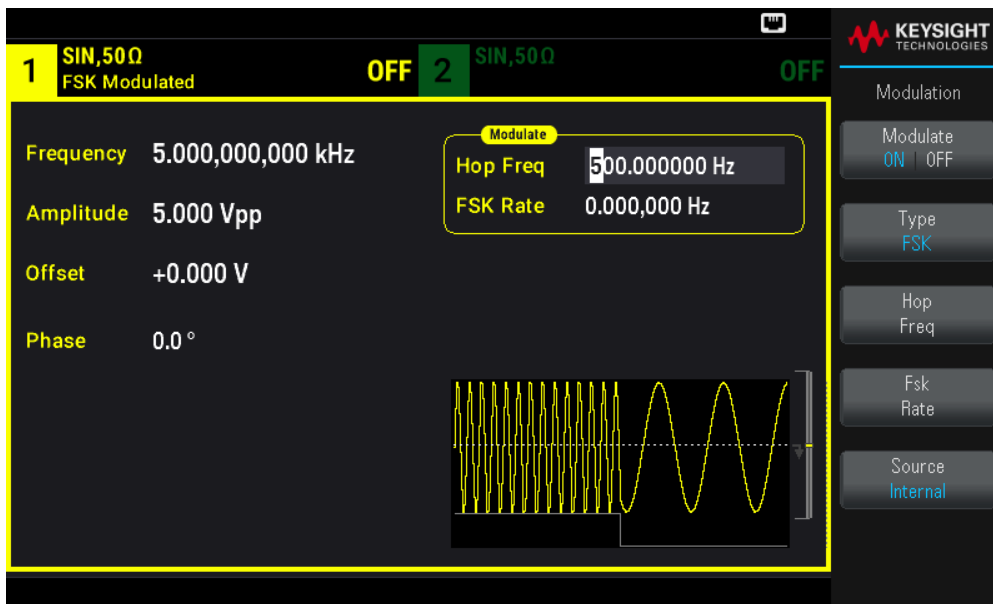 KEYSIGHT
TECHNOLOGIES
1 SIN,50Ω
FSK Modulated
OFF
2 SIN,50Ω
OFF
Modulation
Frequency 5.000,000,000 kHz
Amplitude 5.000 Vpp
Offset +0.000 V
Phase 0.0 °
Modulate
Hop Freq 500.000000 Hz
FSK Rate 0.000,000 Hz
Modulate
ON | OFF
Type
FSK
Hop
Freq
Fsk
Rate
Source
Internal